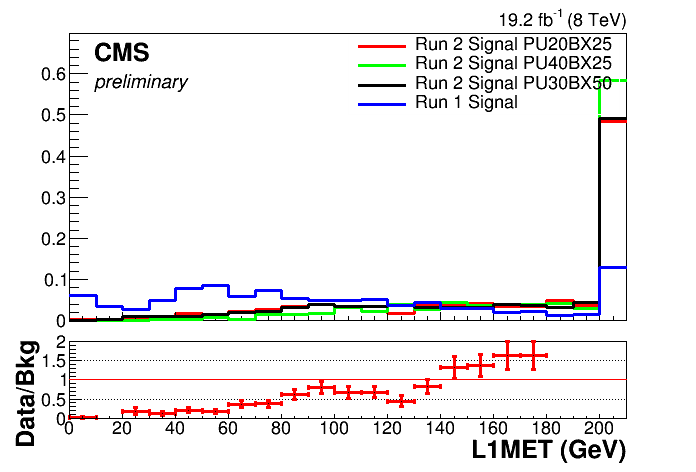 19.2 fb-1 (8 TeV)
CMS
preliminary
Run 2 Signal PU20BX25
Run 2 Signal PU40BX25
Run 2 Signal PU30BX50
Run 1 Signal
0.6
0.5
0.4
0.3
0.2
0.1
0
Data/Bkg
2
1.5
1
0.5
0
0 20 40 60 80 100 120 140 160 180 200
L1MET (GeV)